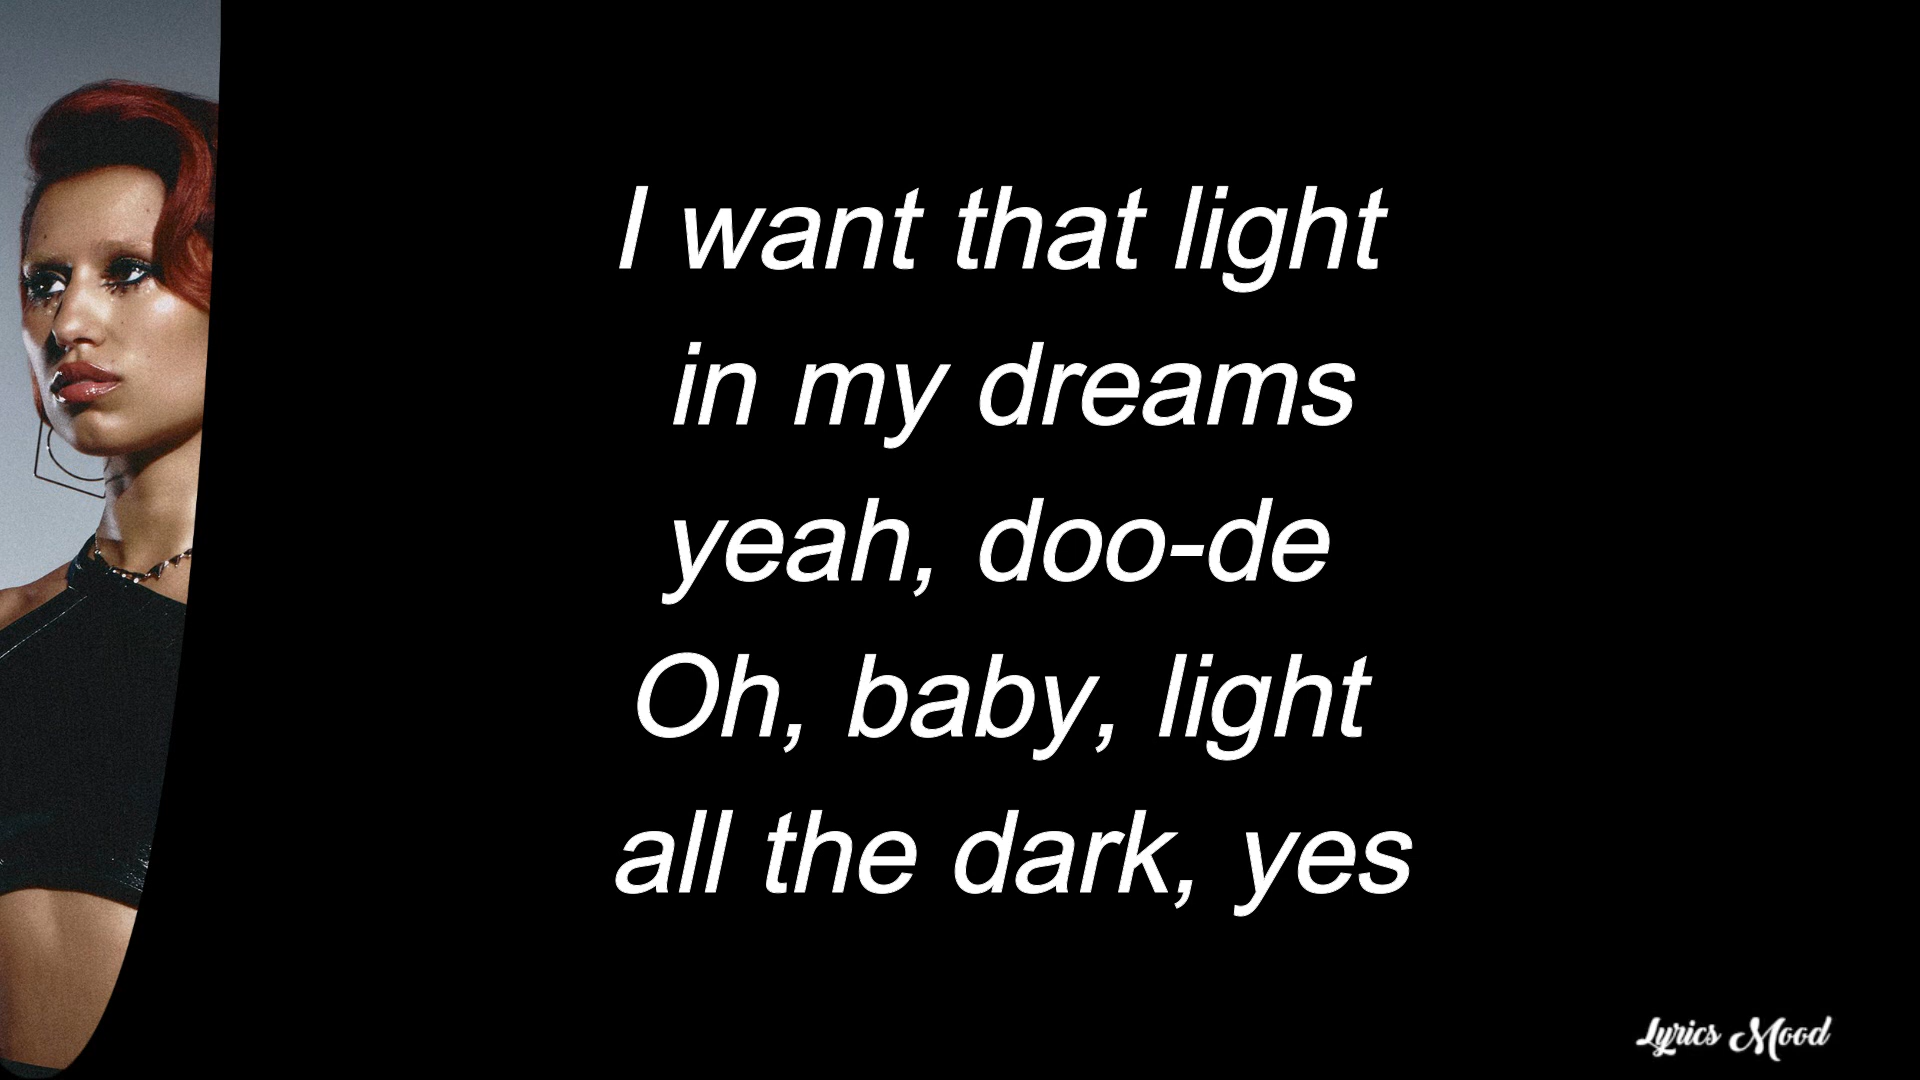 I want that light
in my dreams
yeah, doo-de
Oh, baby, light
all the dark, yes
Lyrics Mood